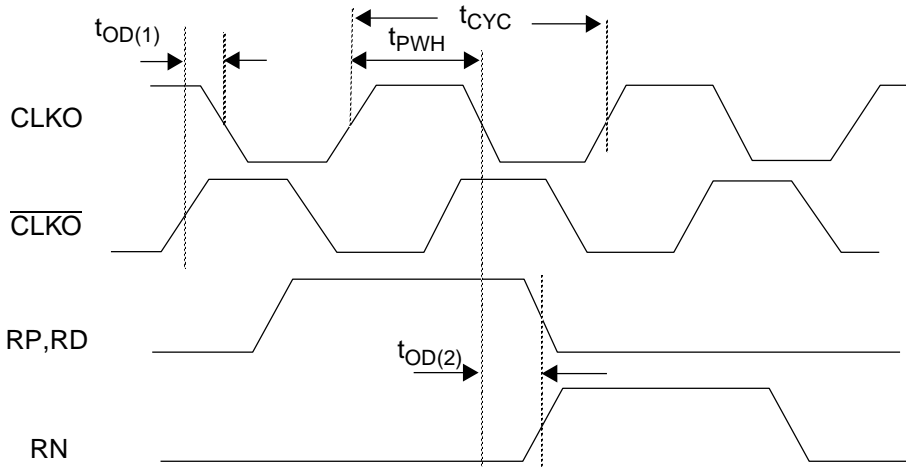 tCYC
tOD(1)
tPWH
CLKO
CLKO
RP,RD
tOD(2)
RN